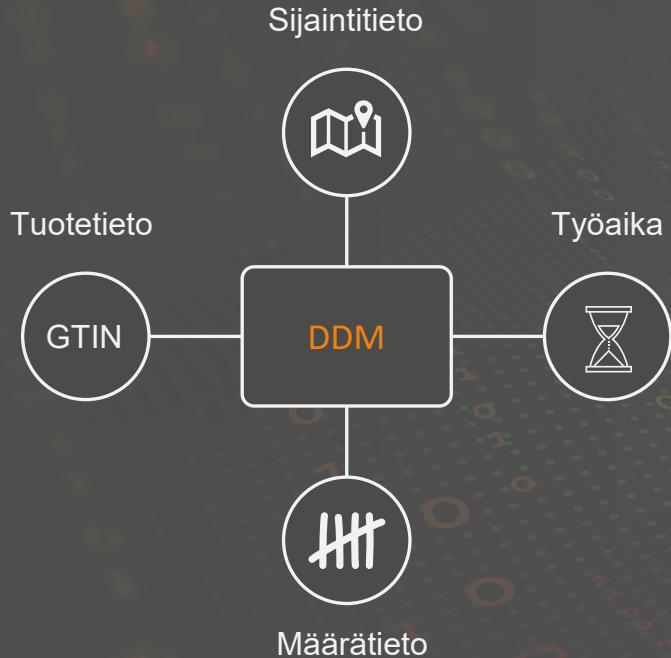 Sijaintitieto
Tuotetieto
Työaika
GTIN
DDM
Määrätieto